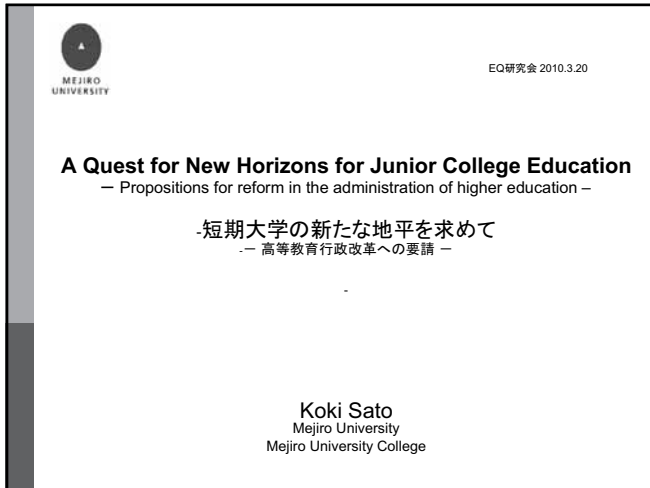 MEJIRO
UNIVERSITY
EQ研究会 2010.3.20
A Quest for New Horizons for Junior College Education
ー Propositions for reform in the administration of higher education –
-短期大学の新たな地平を求めて
-ー 高等教育行政改革への要請 ー
-
Koki Sato
Mejiro University
Mejiro University College